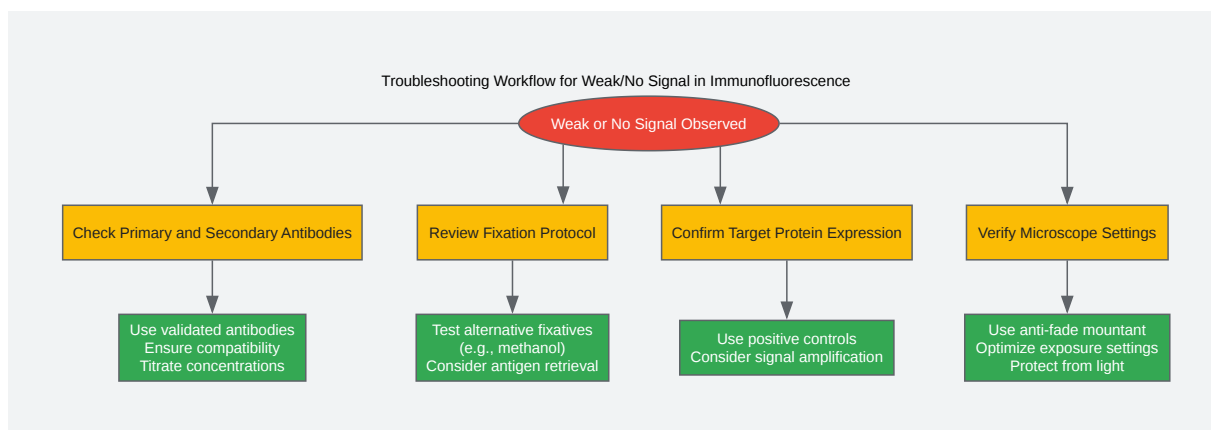 Troubleshooting Workflow for Weak/No Signal in Immunofluorescence
Weak or No Signal Observed
Check Primary and Secondary Antibodies
Review Fixation Protocol
Confirm Target Protein Expression
Verify Microscope Settings
Use validated antibodies
Ensure compatibility
Titrate concentrations
Test alternative fixatives
(e.g., methanol)
Consider antigen retrieval
Use positive controls
Consider signal amplification
Use anti-fade mountant
Optimize exposure settings
Protect from light